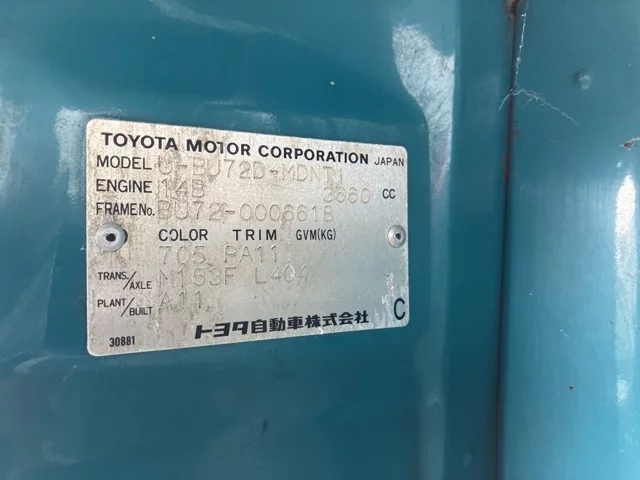 TOYOTA MOTOR CORPORATION JAPAN
MODEL U-BU72D-MDNTJ
ENGINE 14B 3660 CC
FRAME No. BU72-0006618
COLOR TRIM GVM(KG)
705 PA11
TRANS./AXLE M153F L404
PLANT/BUILT A11
トヨタ自動車株式会社 C
30881